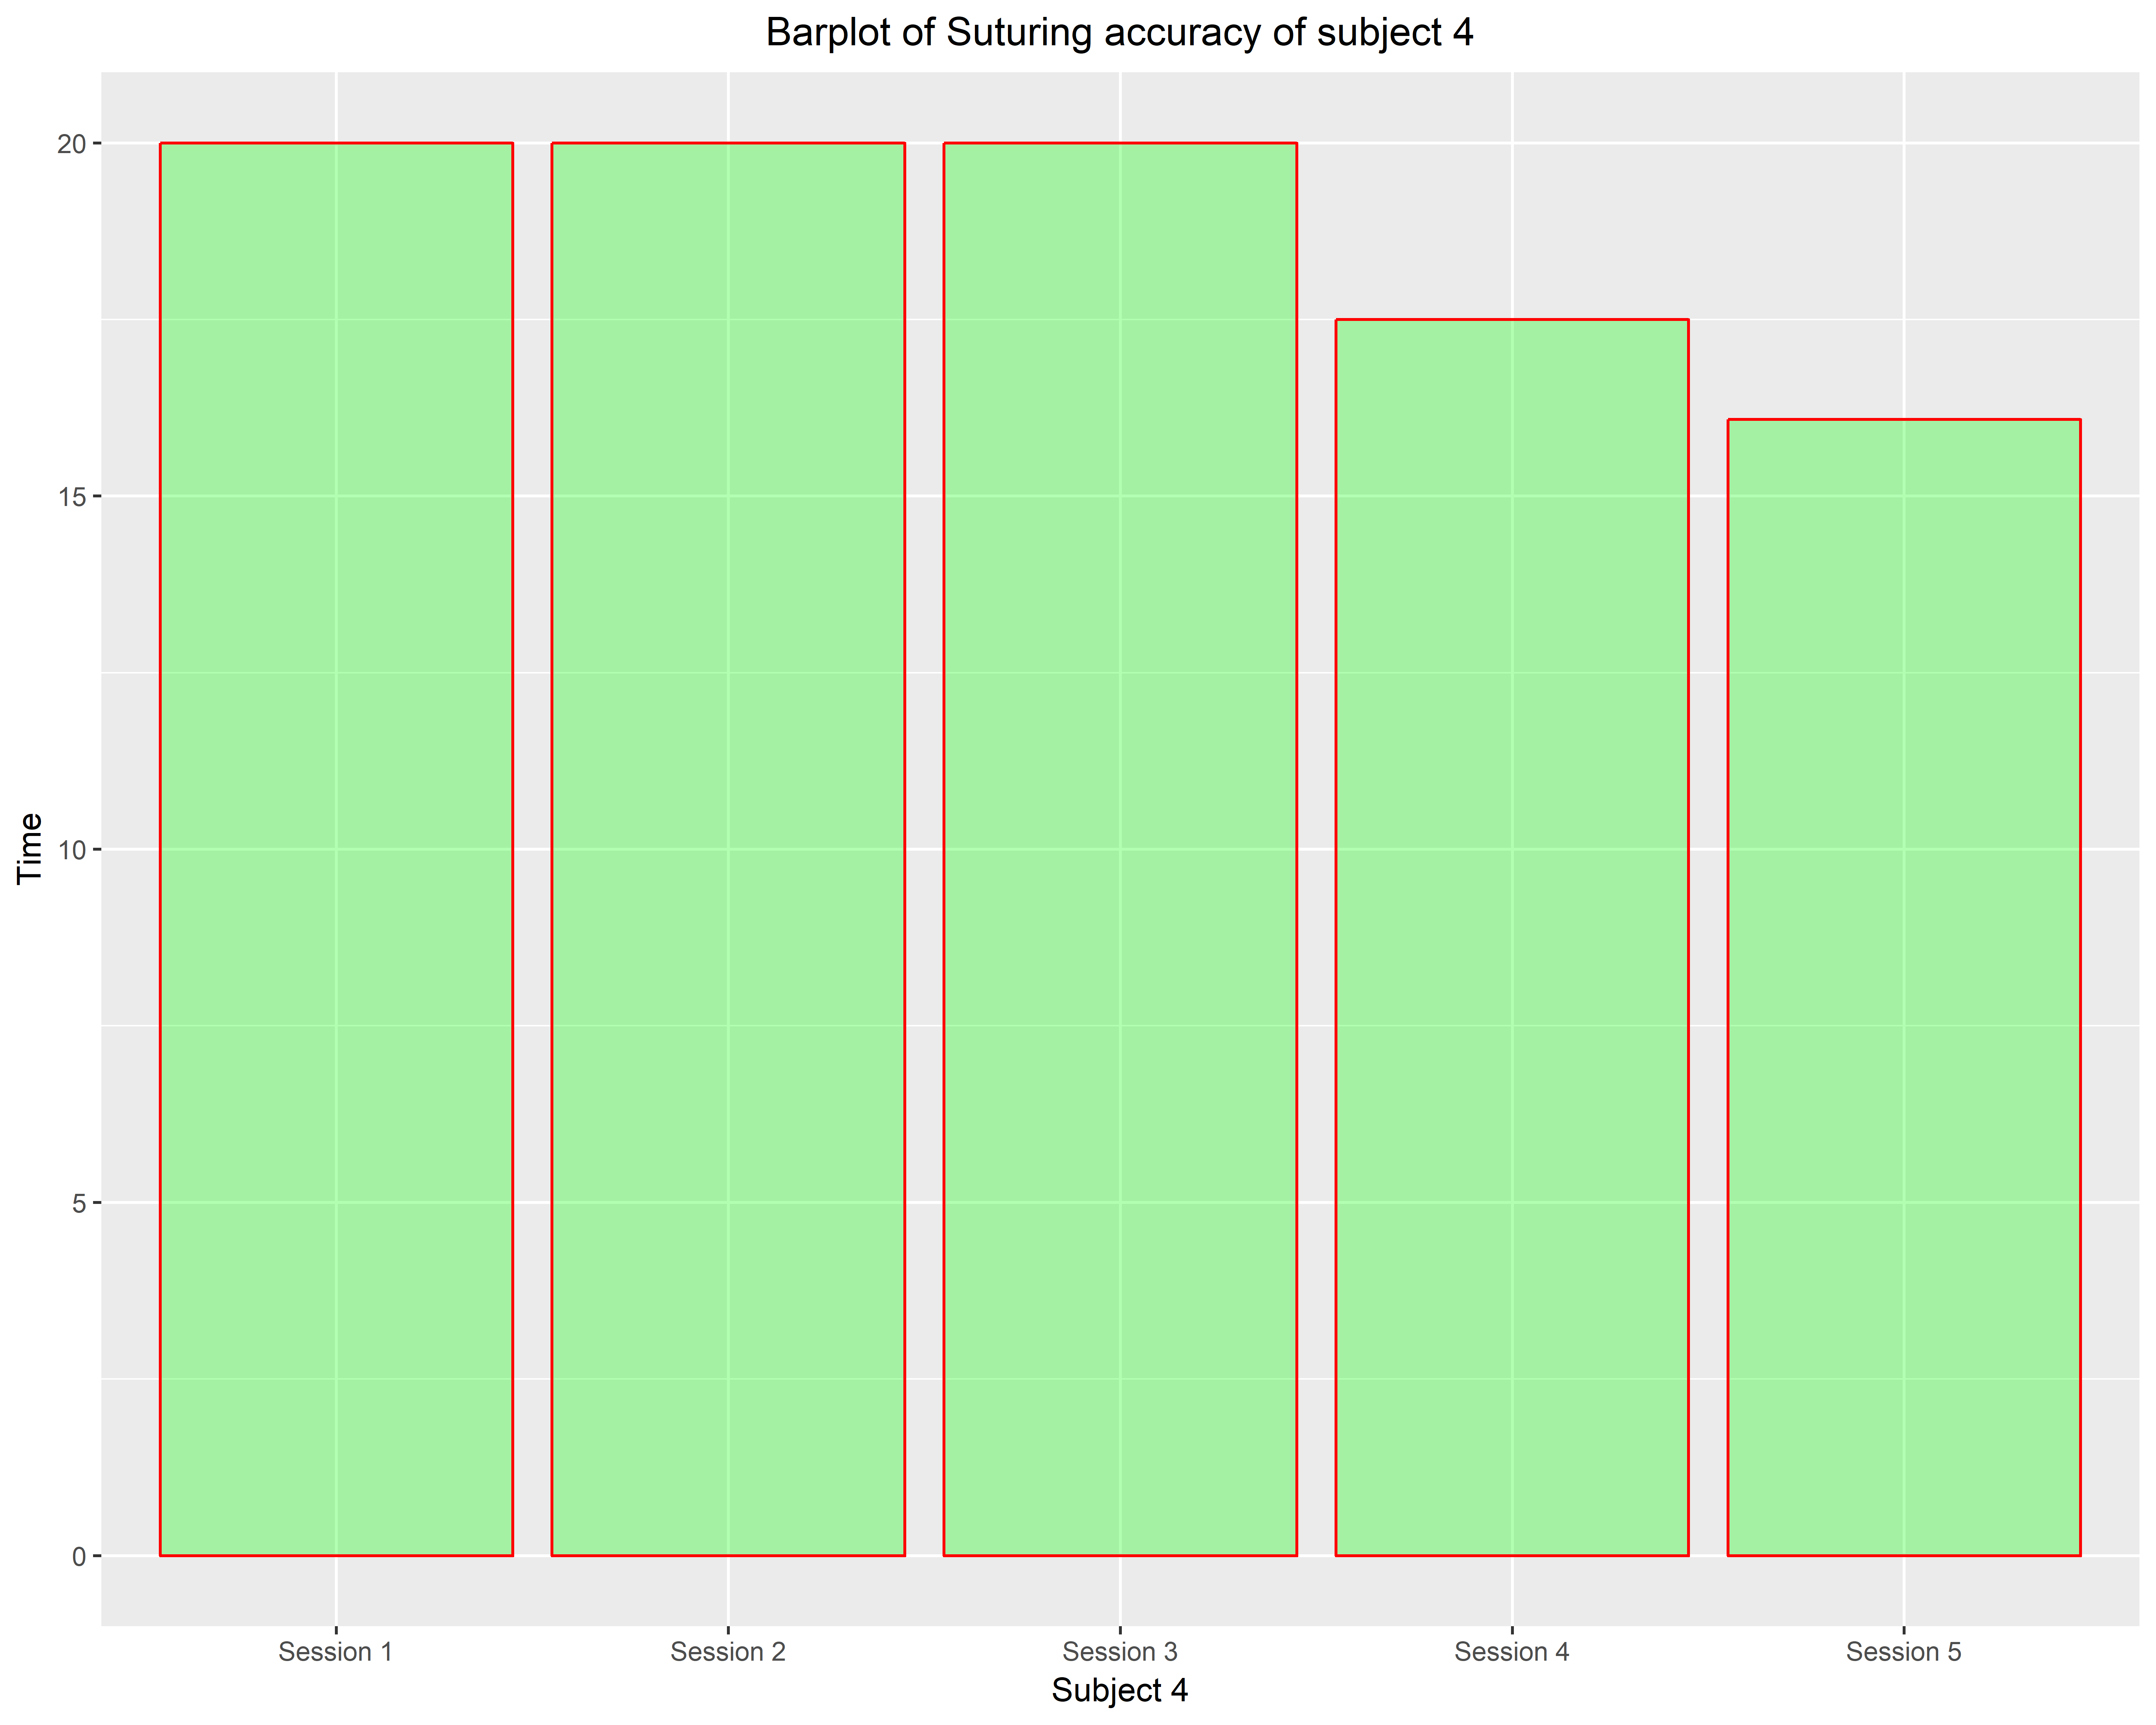 Barplot of Suturing accuracy of subject 4
20
15
10
5
0
Time
Session 1 Session 2 Session 3 Session 4 Session 5
Subject 4